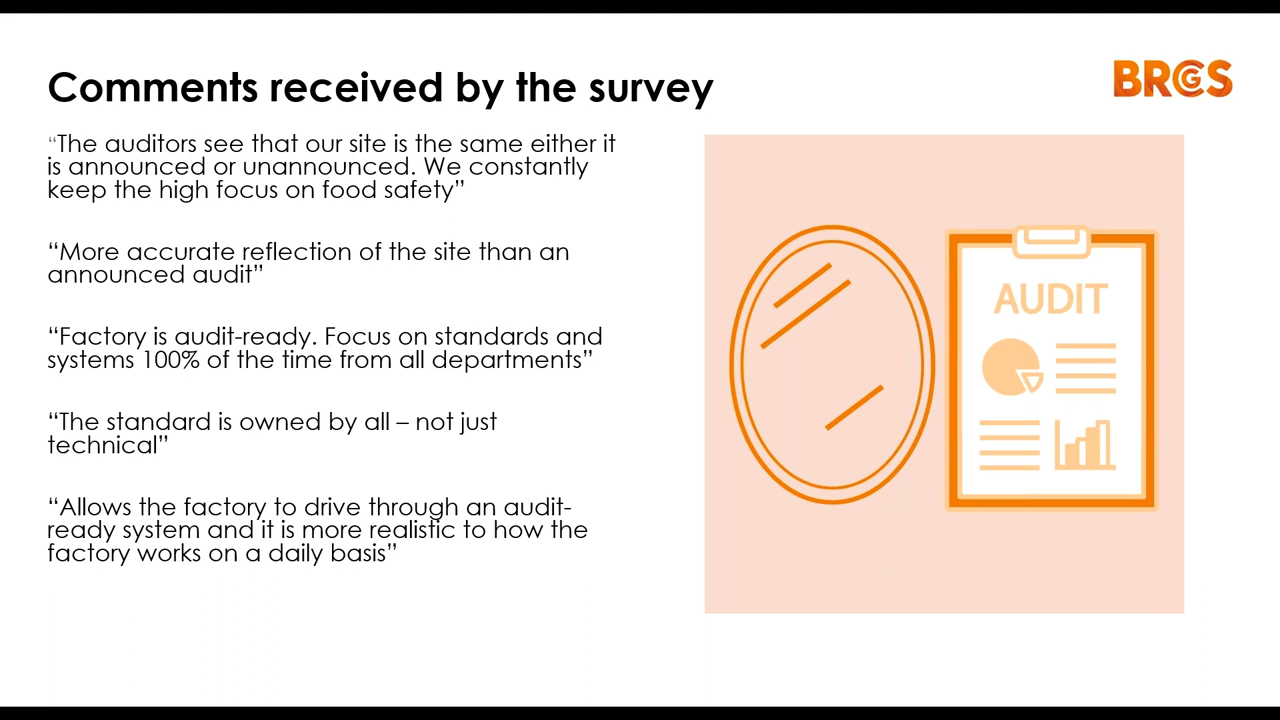 Comments received by the survey
BRCGS
“The auditors see that our site is the same either it
is announced or unannounced. We constantly
keep the high focus on food safety”
“More accurate reflection of the site than an
announced audit”
“Factory is audit-ready. Focus on standards and
systems 100% of the time from all departments”
“The standard is owned by all – not just
technical”
“Allows the factory to drive through an audit-
ready system and it is more realistic to how the
factory works on a daily basis”
AUDIT